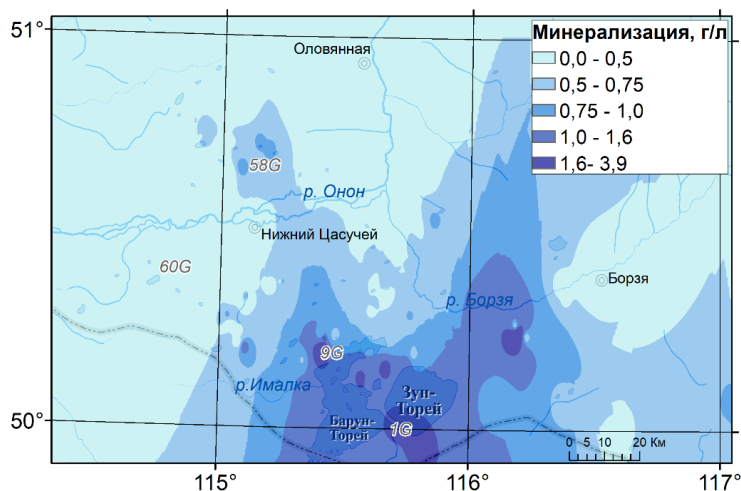 51°
Оловянная
Минерализация, г/л
0,0 - 0,5
0,5 - 0,75
0,75 - 1,0
1,0 - 1,6
1,6- 3,9
58G
р. Онон
Нижний Цасучей
60G
Борзя
р. Борзя
9G
р.Ималка
Зун-
Торей
50°
Барун-
Торей
1G
0 5 10 20 Км
115°
116°
117°